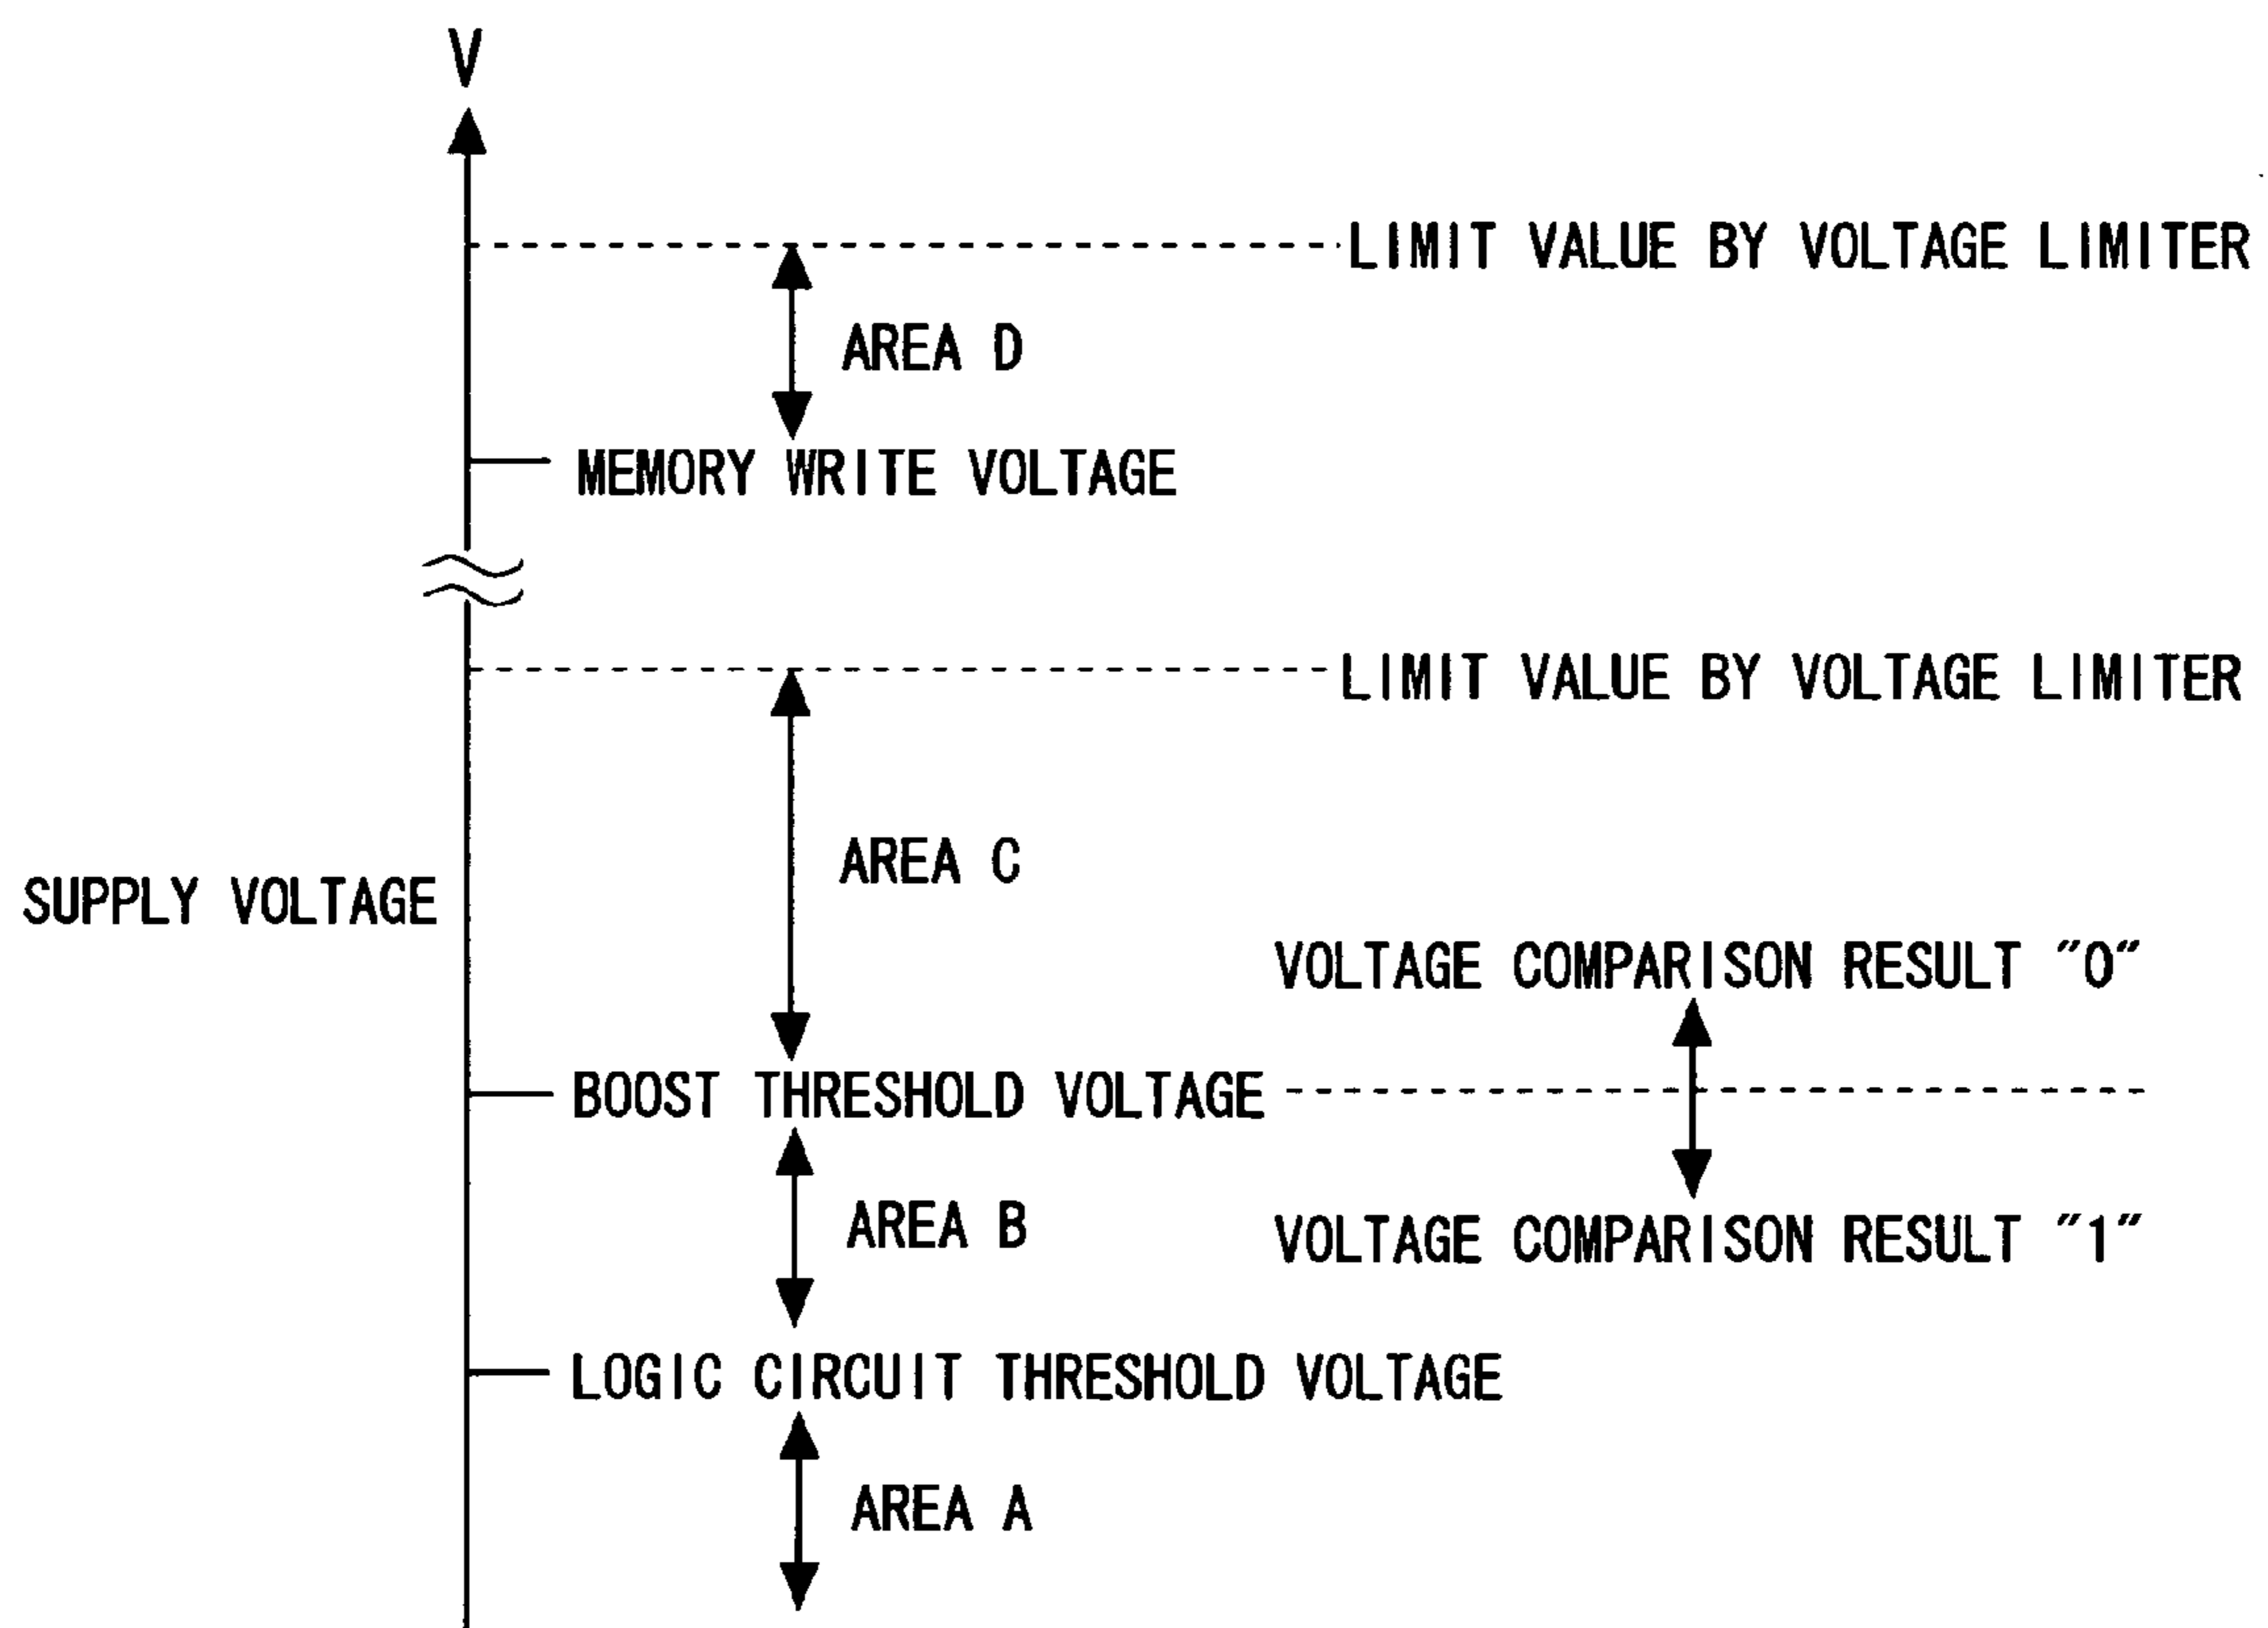 V
LIMIT VALUE BY VOLTAGE LIMITER
AREA D
MEMORY WRITE VOLTAGE
LIMIT VALUE BY VOLTAGE LIMITER
AREA C
SUPPLY VOLTAGE
VOLTAGE COMPARISON RESULT "0"
BOOST THRESHOLD VOLTAGE
AREA B
VOLTAGE COMPARISON RESULT "1"
LOGIC CIRCUIT THRESHOLD VOLTAGE
AREA A